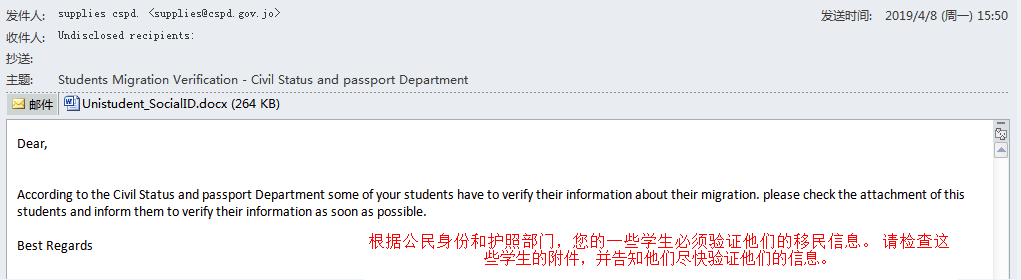 发件人: supplies cspd. <supplies@cspd.gov.jo> 发送时间: 2019/4/8 (周一) 15:50
收件人: Undisclosed recipients:
抄送:
主题: Students Migration Verification - Civil Status and passport Department
邮件 Unistudent_SocialID.docx (264 KB)
Dear,
According to the Civil Status and passport Department some of your students have to verify their information about their migration. please check the attachment of this
students and inform them to verify their information as soon as possible.
Best Regards
根据公民身份和护照部门，您的一些学生必须验证他们的移民信息。 请检查这
些学生的附件，并告知他们尽快验证他们的信息。